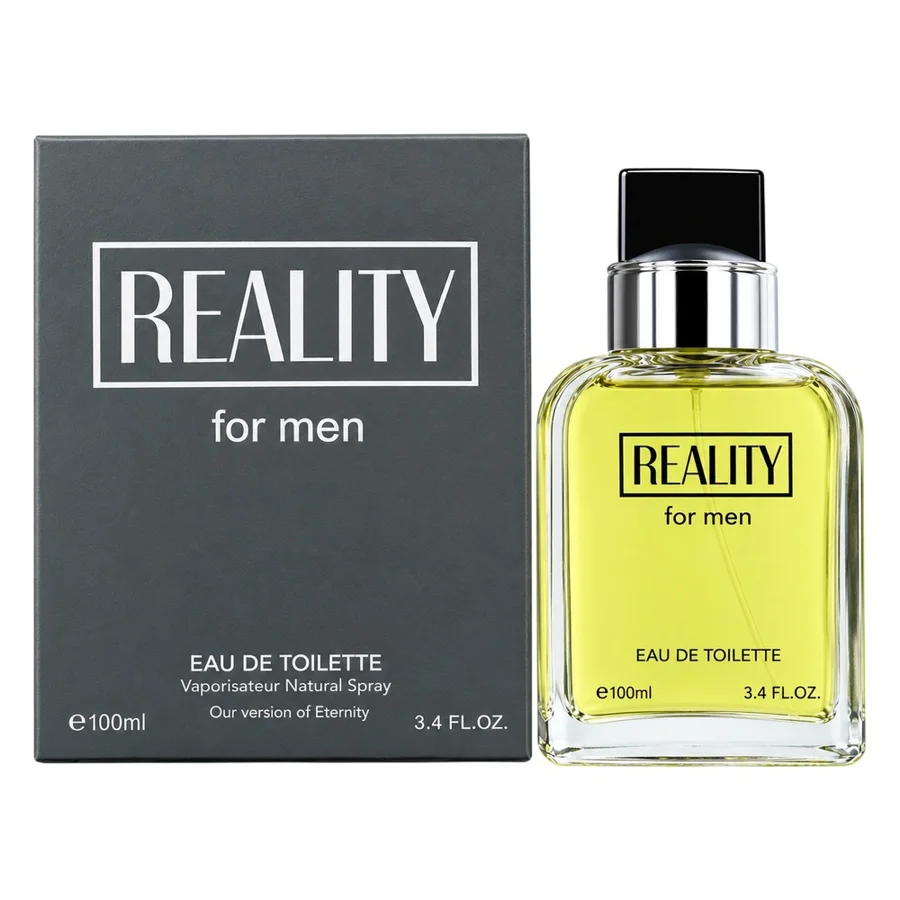 REALITY
for men
EAU DE TOILETTE
Vaporisateur Natural Spray
Our version of Eternity
℮100ml
3.4 FL.OZ.
REALITY
for men
EAU DE TOILETTE
℮100ml
3.4 FL.OZ.